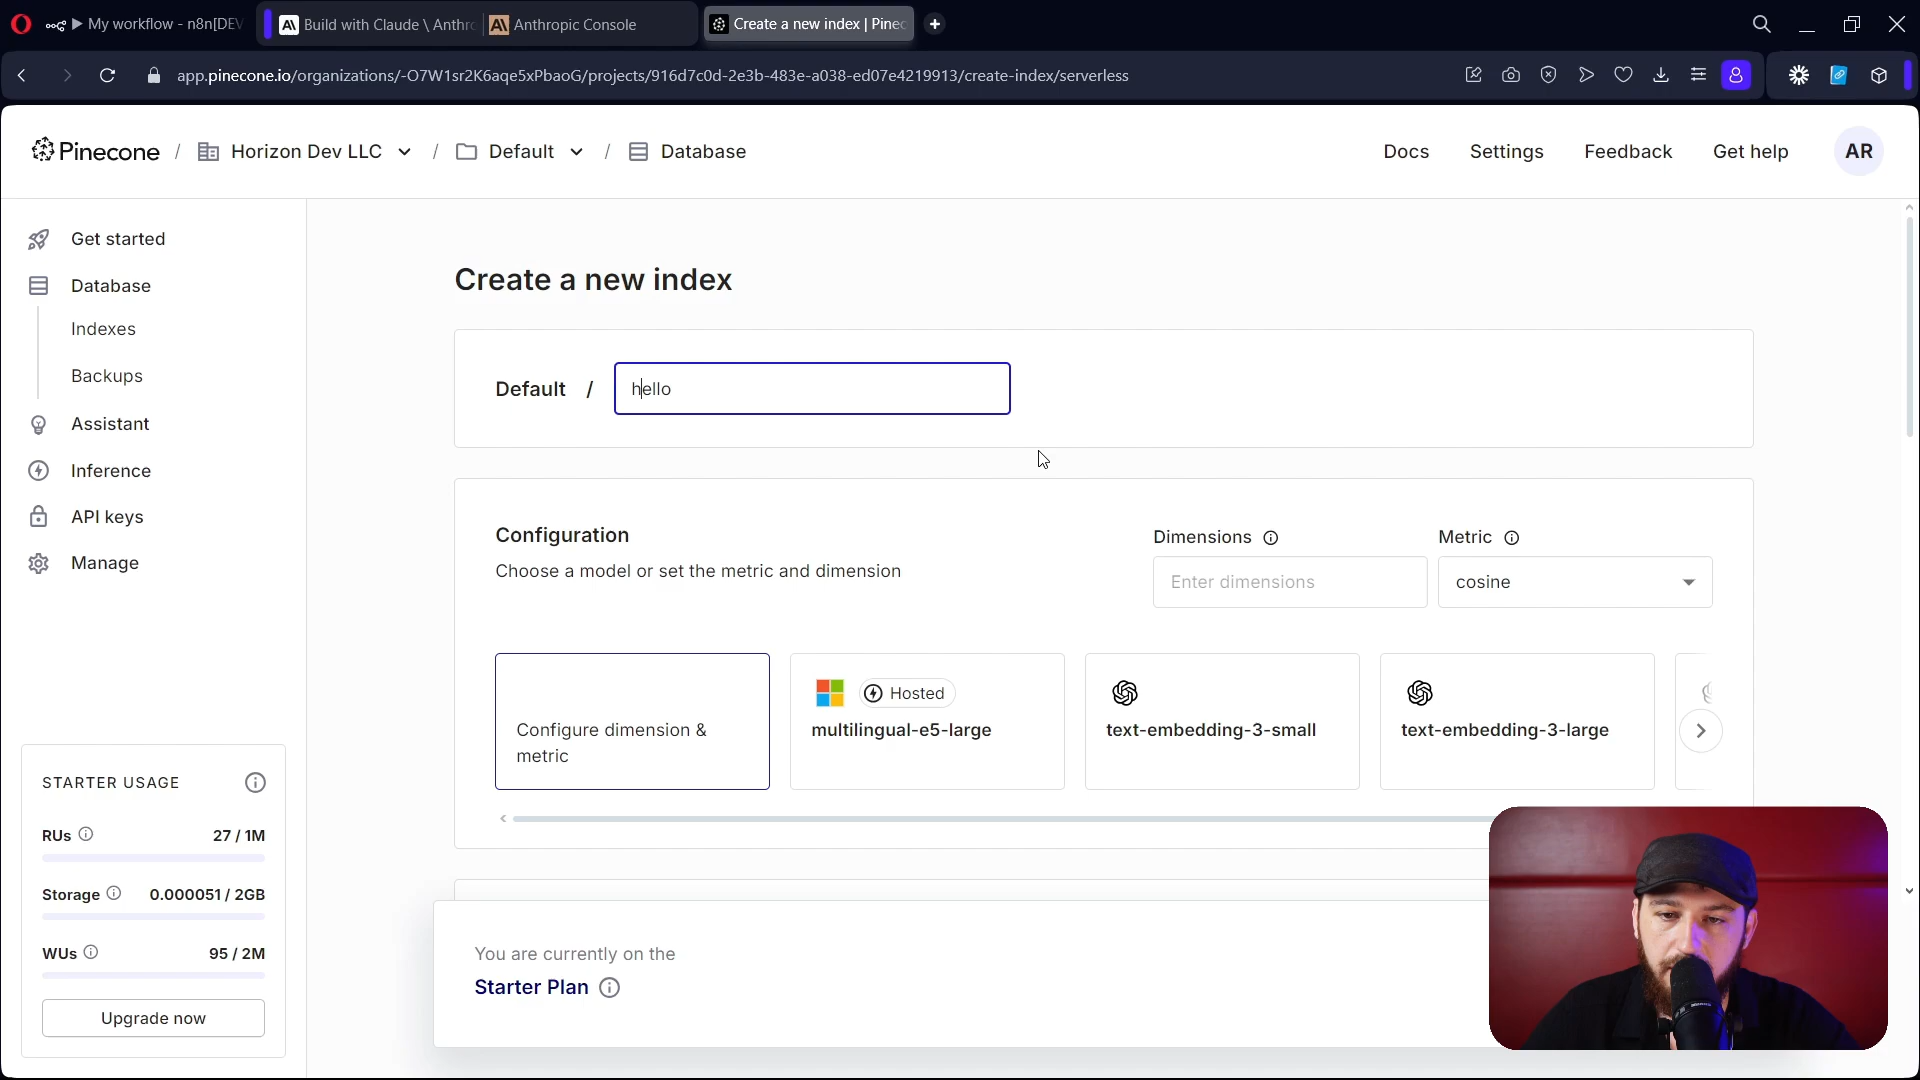 My workflow - n8n[DEV
Build with Claude \ Anthro
Anthropic Console
Create a new index | Pinec
app.pinecone.io/organizations/-O7W1sr2K6aqe5xPbaoG/projects/916d7c0d-2e3b-483e-a038-ed07e4219913/create-index/serverless
Pinecone / Horizon Dev LLC / Default / Database
Docs
Settings
Feedback
Get help
AR
Get started
Database
Indexes
Backups
Assistant
Inference
API keys
Manage
STARTER USAGE
RUs 27 / 1M
Storage 0.000051 / 2GB
WUs 95 / 2M
Upgrade now
Create a new index
Default / hello
Configuration
Choose a model or set the metric and dimension
Dimensions
Enter dimensions
Metric
cosine
Configure dimension &
metric
Hosted
multilingual-e5-large
text-embedding-3-small
text-embedding-3-large
You are currently on the
Starter Plan